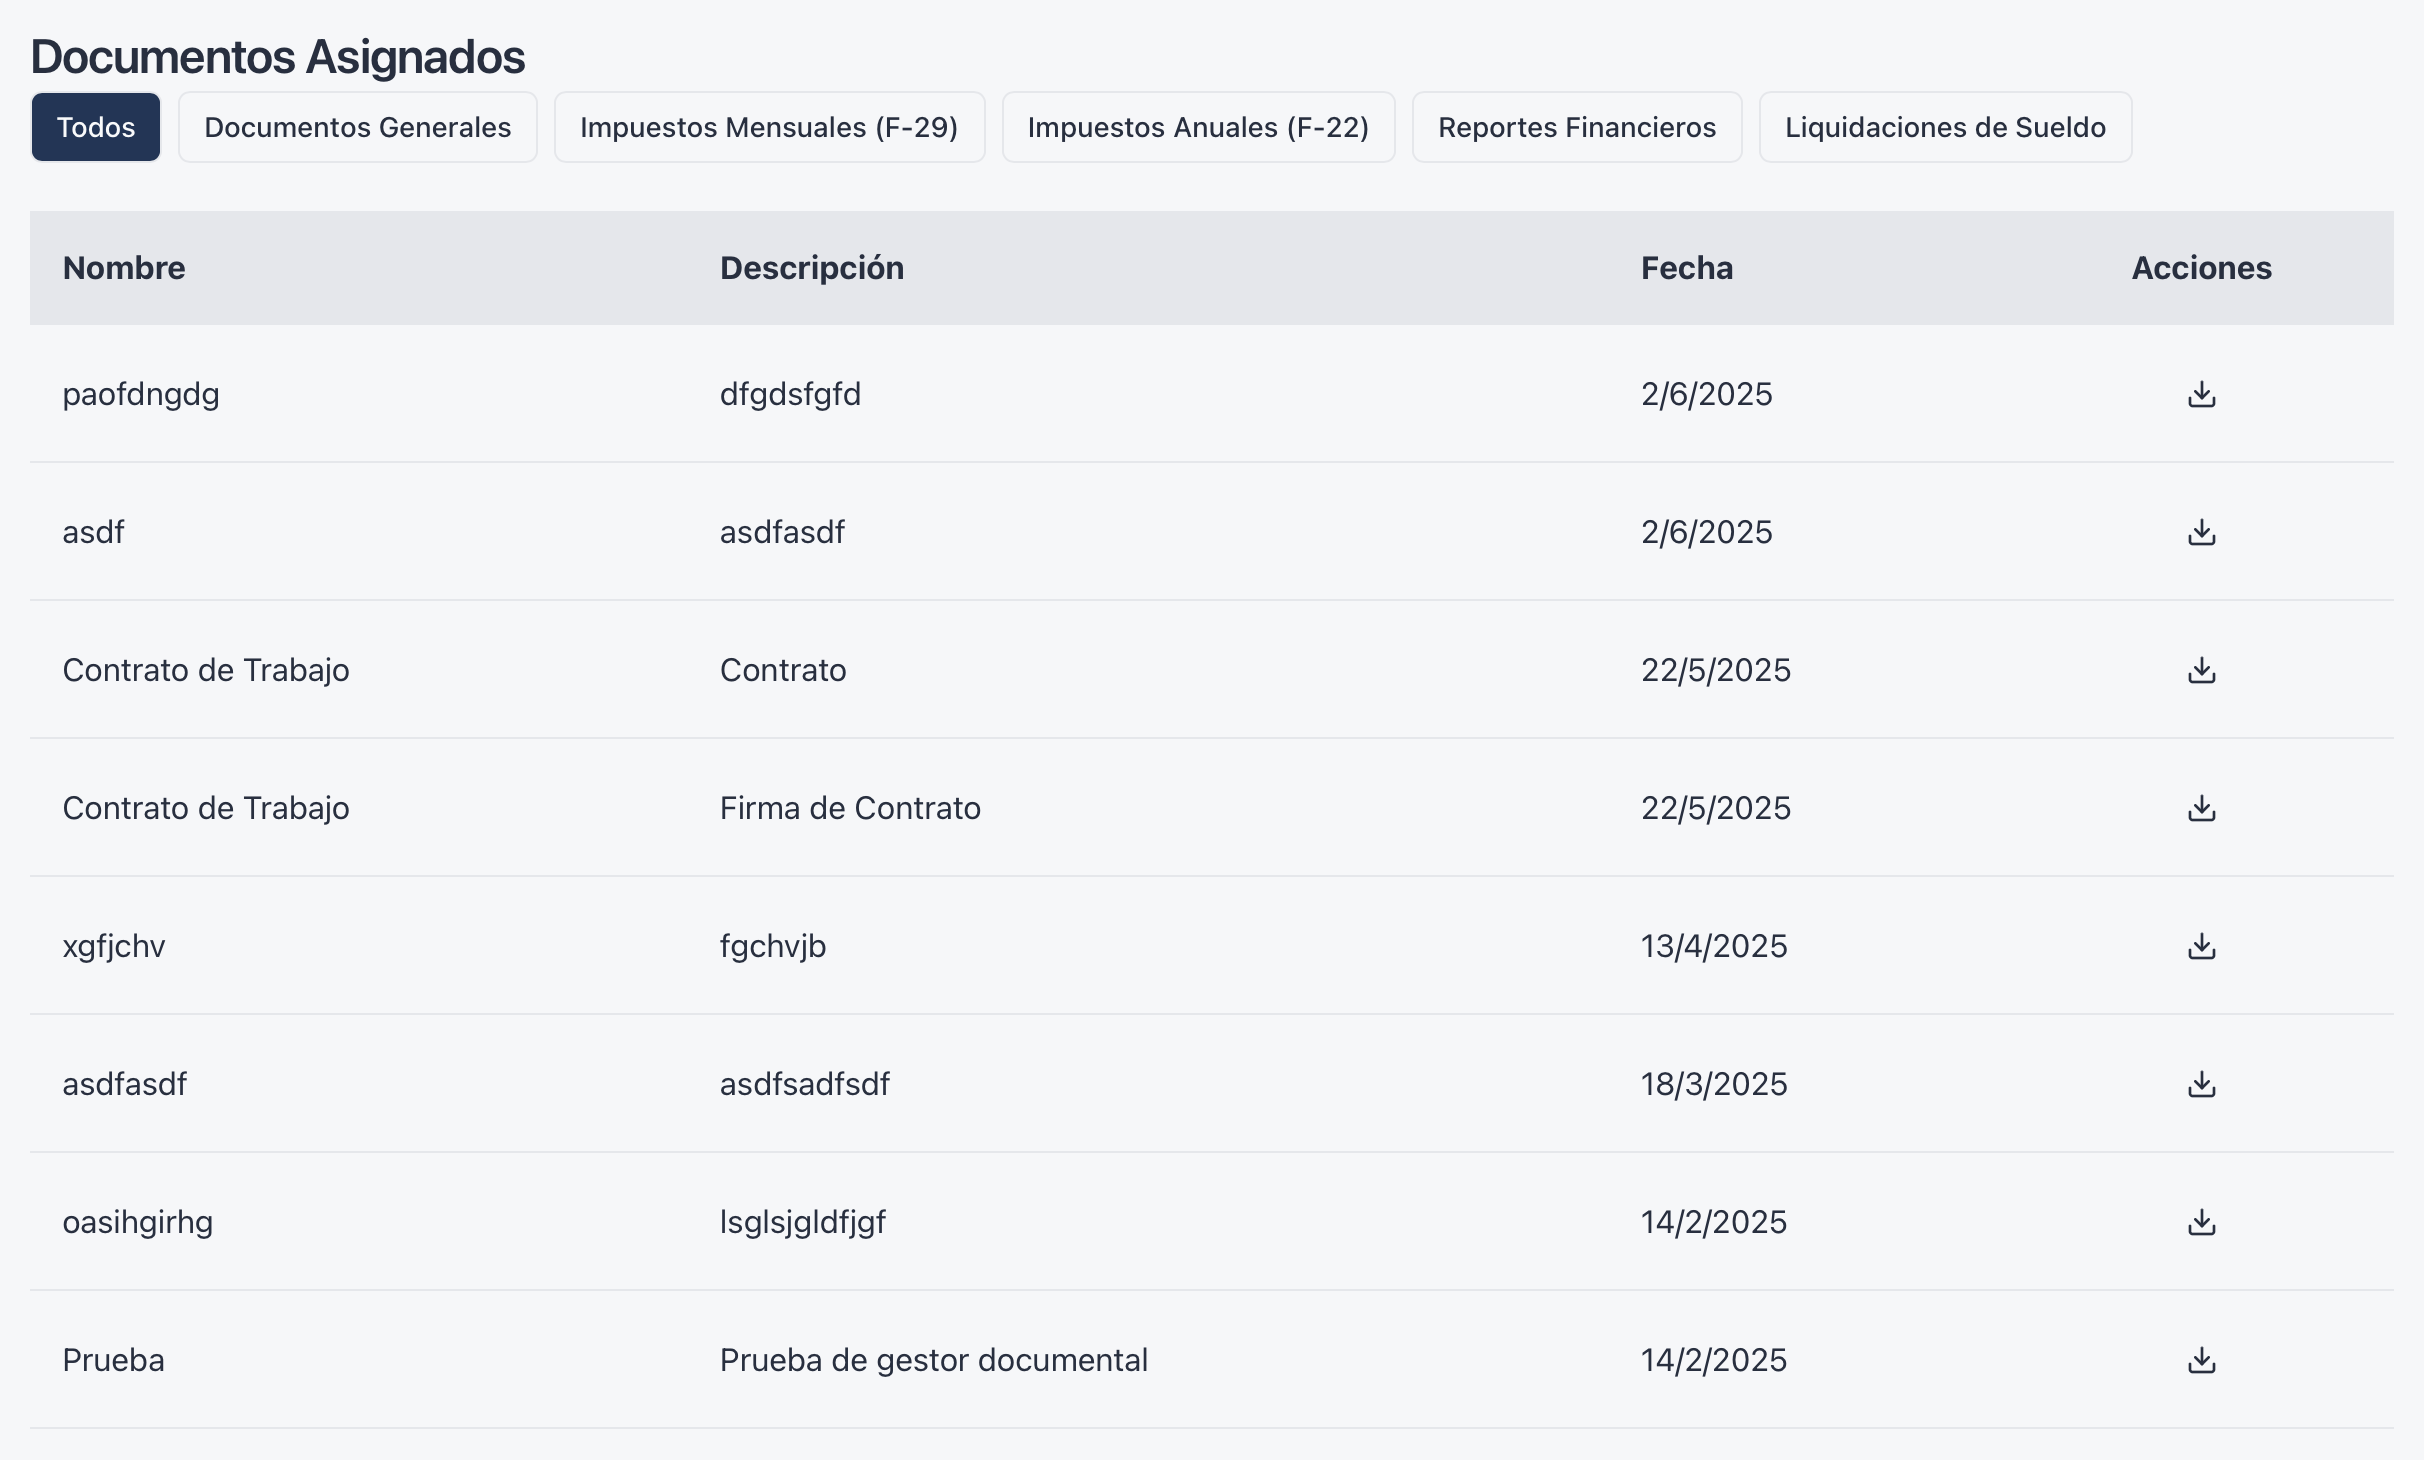 Documentos Asignados
Todos Documentos Generales Impuestos Mensuales (F-29) Impuestos Anuales (F-22) Reportes Financieros Liquidaciones de Sueldo
Nombre Descripción Fecha Acciones
paofdngdg dfgdsfgfd 2/6/2025
asdf asdfasdf 2/6/2025
Contrato de Trabajo Contrato 22/5/2025
Contrato de Trabajo Firma de Contrato 22/5/2025
xgfjchv fgchvjb 13/4/2025
asdfasdf asdfsadfsdf 18/3/2025
oasihgirhg lsglsjgldfjgf 14/2/2025
Prueba Prueba de gestor documental 14/2/2025